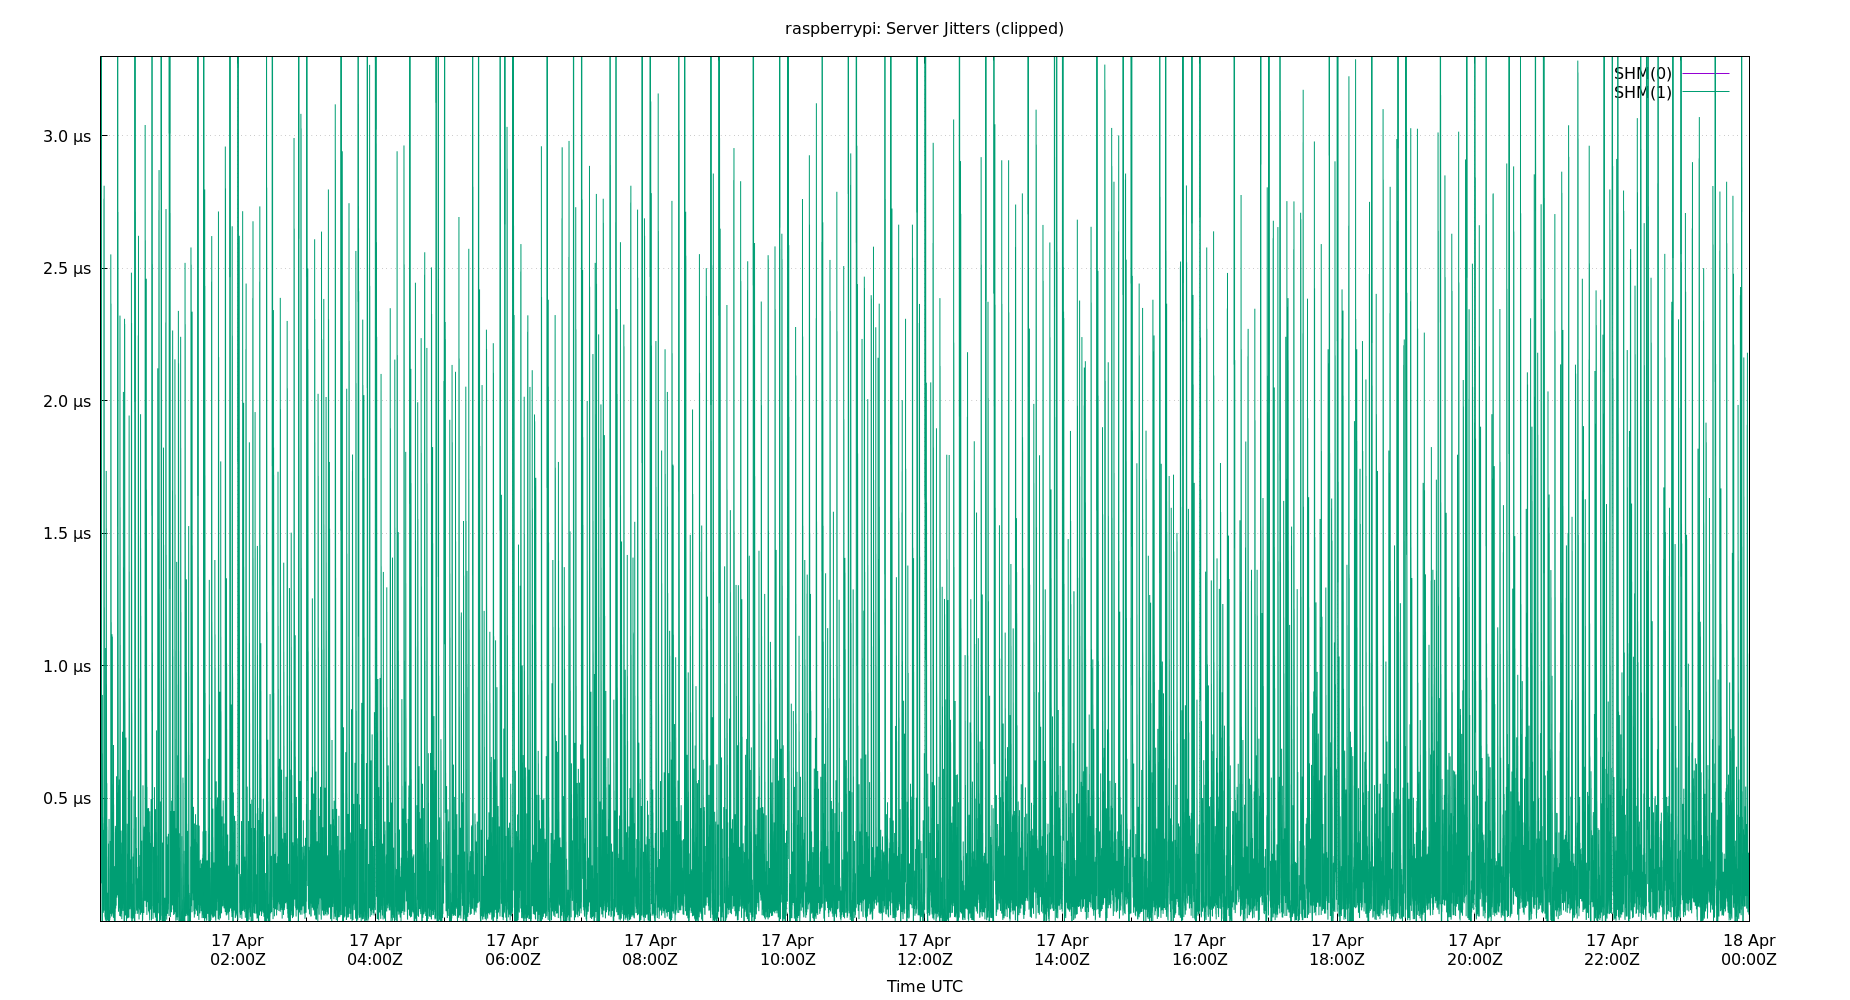 raspberrypi: Server Jitters (clipped)
SHM(0)
SHM(1)
3.0 µs
2.5 µs
2.0 µs
1.5 µs
1.0 µs
0.5 µs
17 Apr 17 Apr 17 Apr 17 Apr 17 Apr 17 Apr 17 Apr 17 Apr 17 Apr 17 Apr 17 Apr 18 Apr
02:00Z 04:00Z 06:00Z 08:00Z 10:00Z 12:00Z 14:00Z 16:00Z 18:00Z 20:00Z 22:00Z 00:00Z
Time UTC